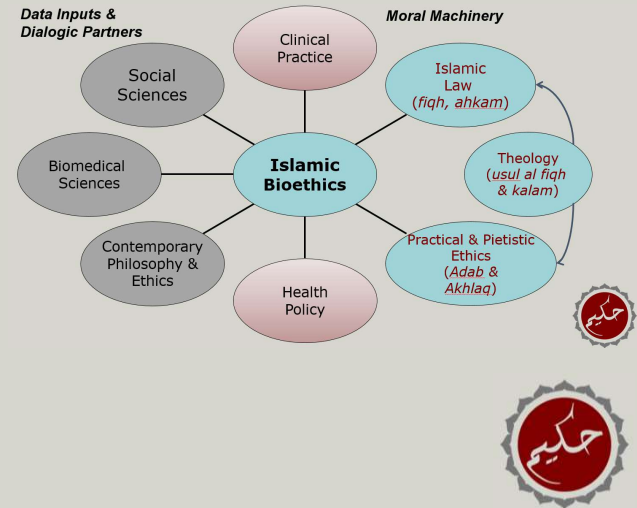 Data Inputs &
Dialogic Partners
Moral Machinery
Clinical
Practice
Social
Sciences
Islamic
Law
(fiqh, ahkam)
Biomedical
Sciences
Islamic
Bioethics
Theology
(usul al fiqh
& kalam)
Contemporary
Philosophy &
Ethics
Practical & Pietistic
Ethics
(Adab &
Akhlaq)
Health
Policy
حكيم
حكيم